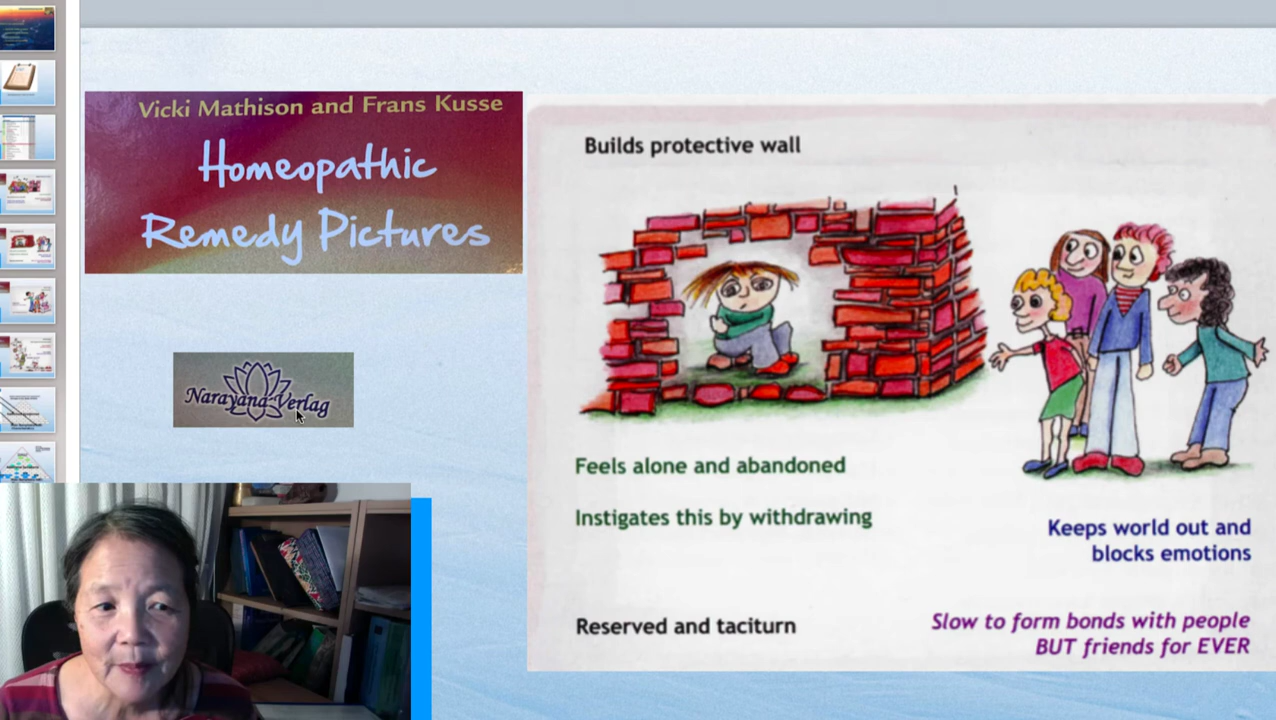 Vicki Mathison and Frans Kusse
Homeopathic
Remedy Pictures
Narayana Verlag
Builds protective wall
Feels alone and abandoned
Instigates this by withdrawing
Keeps world out and
blocks emotions
Reserved and taciturn
Slow to form bonds with people
BUT friends for EVER